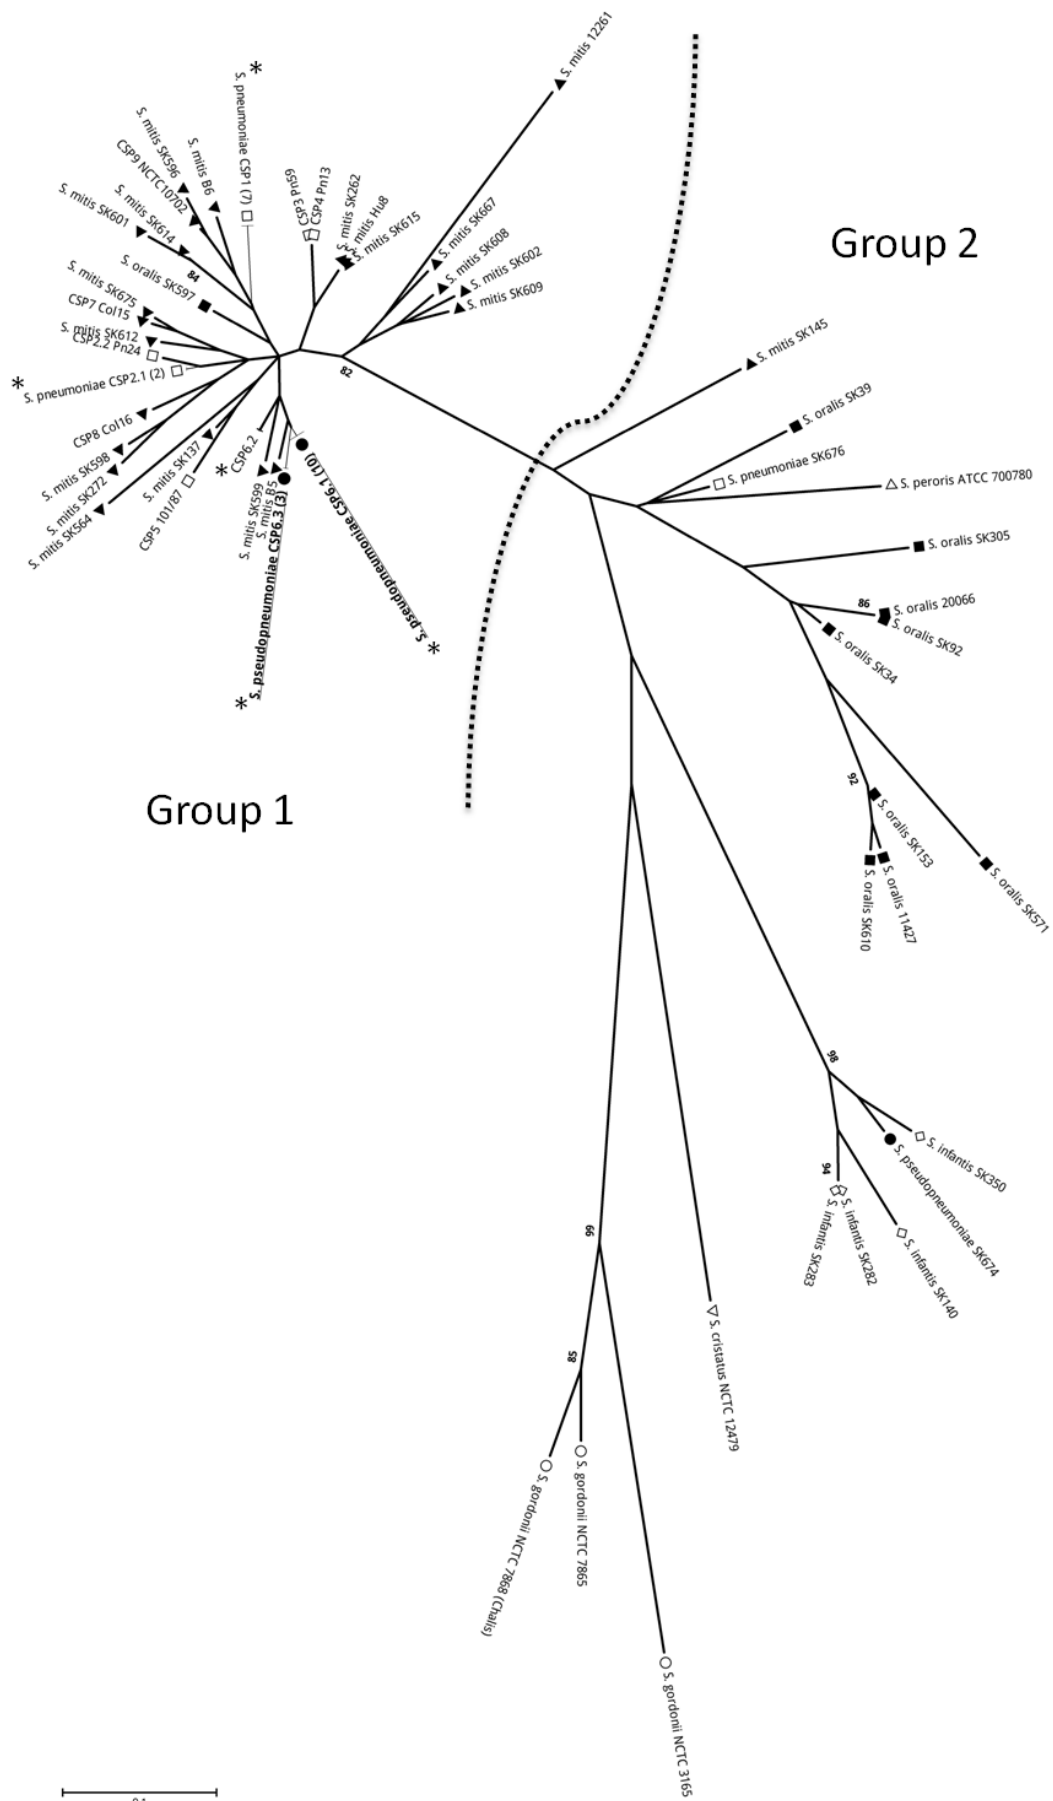 S. mitis 12261
*
S. pneumoniae CSP1 (7)
S. mitis SK596
CSP9 NCTC10702
S. mitis B6
S. mitis SK601
S. mitis SK614
84
S. oralis SK597
CSP3 Pn59
CSP4 Pn13
S. mitis SK262
S. mitis Hu8
S. mitis SK615
S. mitis SK667
S. mitis SK608
S. mitis SK602
S. mitis SK609
Group 2
S. mitis SK675
CSP7 Col15
S. mitis SK612
CSP2.2 Pn24
*
S. pneumoniae CSP2.1 (2)
82
CSP8 Col16
S. mitis SK598
S. mitis SK272
S. mitis SK564
S. mitis SK137
CSP5 101/87
*
CSP6.2
S. mitis SK599
S. mitis B5
S. pseudopneumoniae CSP6.3 (3)
*
S. pseudopneumoniae CSP6.1 (10)
*
S. mitis SK145
S. oralis SK39
S. pneumoniae SK676
S. peroris ATCC 700780
S. oralis SK305
86
S. oralis 20066
S. oralis SK92
S. oralis SK34
Group 1
92
S. oralis SK153
S. oralis 11427
S. oralis SK610
S. oralis SK571
98
S. infantis SK350
S. pseudopneumoniae SK674
94
S. infantis SK282
S. infantis SK283
S. infantis SK140
99
S. cristatus NCTC 12479
85
S. gordonii NCTC 7865
S. gordonii NCTC 7868 (Challis)
S. gordonii NCTC 3165